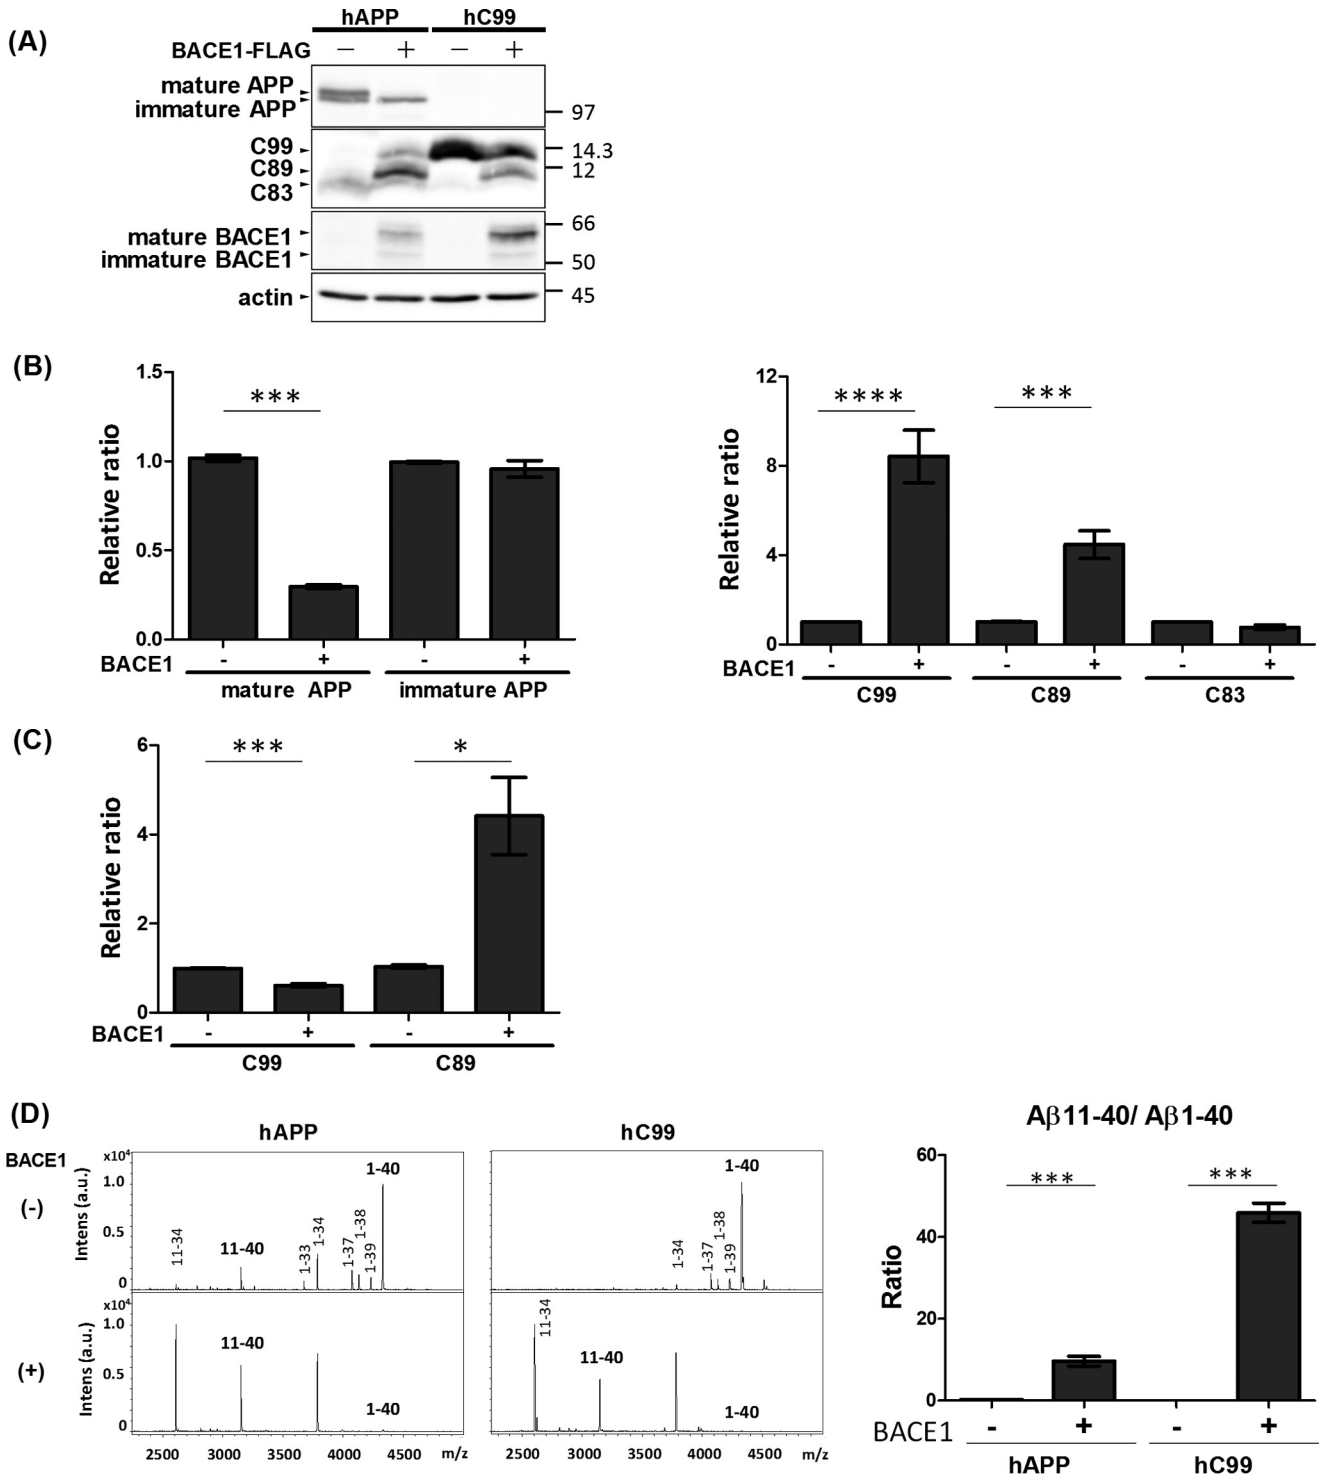 (A)
hAPP hC99
BACE1-FLAG − + − +
mature APP
immature APP
97
C99
C89
C83
14.3
12
mature BACE1
immature BACE1
66
50
actin
45
(B)
Relative ratio
1.5
1.0
0.5
0.0
***
BACE1 - + - +
mature APP immature APP
Relative ratio
12
8
4
0
**** ***
BACE1 - + - + - +
C99 C89 C83
(C)
Relative ratio
6
4
2
0
*** *
BACE1 - + - +
C99 C89
(D)
hAPP hC99
BACE1
(-)
x10⁴
Intens (a.u.)
1.0
0.5
0
11-34
11-40
1-33
1-34
1-37
1-38
1-39
1-40
1-34
1-37
1-38
1-39
1-40
(+)
x10⁴
Intens (a.u.)
1.0
0.5
0
11-40
1-40
11-34
11-40
1-40
2500 3000 3500 4000 4500 m/z
2500 3000 3500 4000 4500 m/z
Aβ11-40/ Aβ1-40
Ratio
60
40
20
0
*** ***
BACE1 - + - +
hAPP hC99